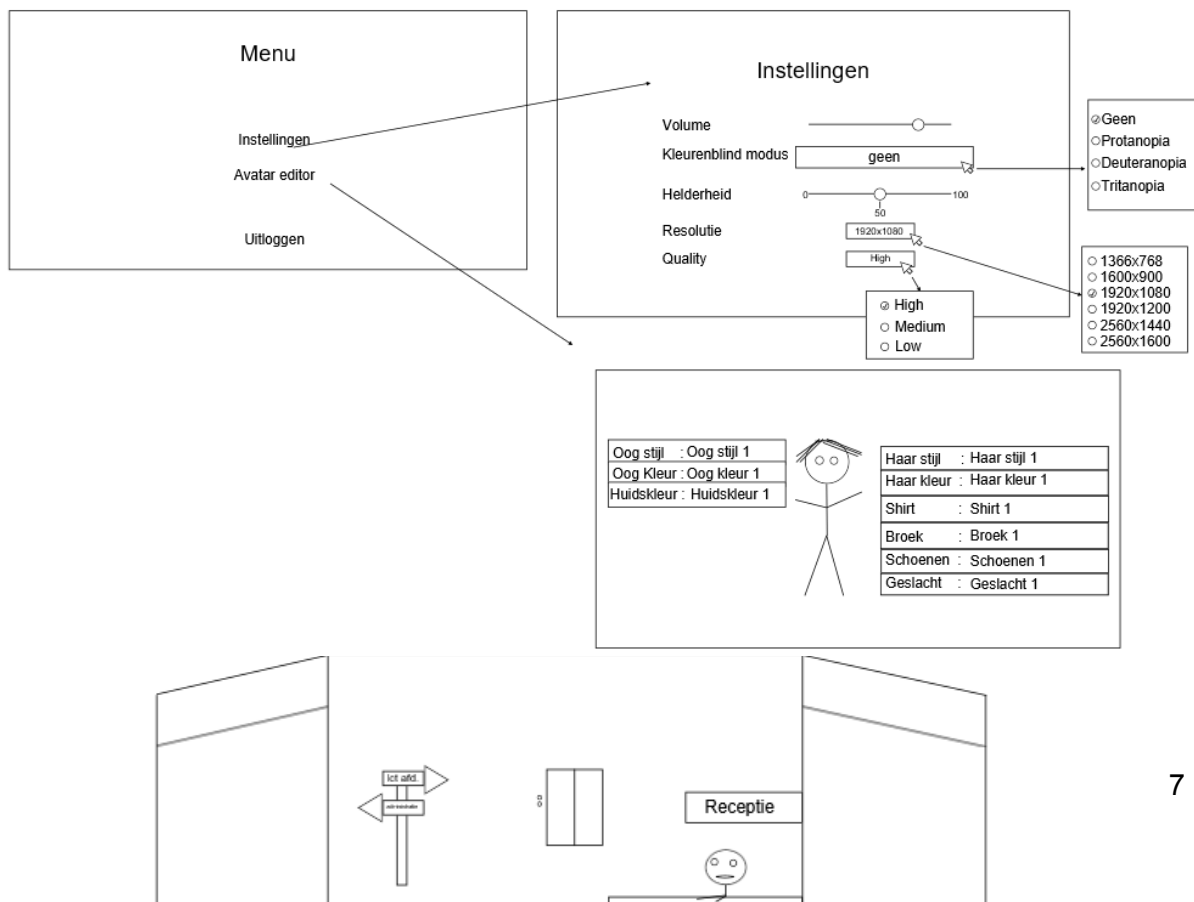 Menu
Instellingen
Avatar editor
Uitloggen
Instellingen
Volume
Kleurenblind modus
geen
Helderheid
0
100
50
Resolutie
1920x1080
Quality
High
Geen
Protanopia
Deuteranopia
Tritanopia
1366x768
1600x900
1920x1080
1920x1200
2560x1440
2560x1600
High
Medium
Low
Oog stijl : Oog stijl 1
Oog Kleur : Oog kleur 1
Huidskleur : Huidskleur 1
Haar stijl : Haar stijl 1
Haar kleur : Haar kleur 1
Shirt : Shirt 1
Broek : Broek 1
Schoenen : Schoenen 1
Geslacht : Geslacht 1
Ict afd.
Receptie
7